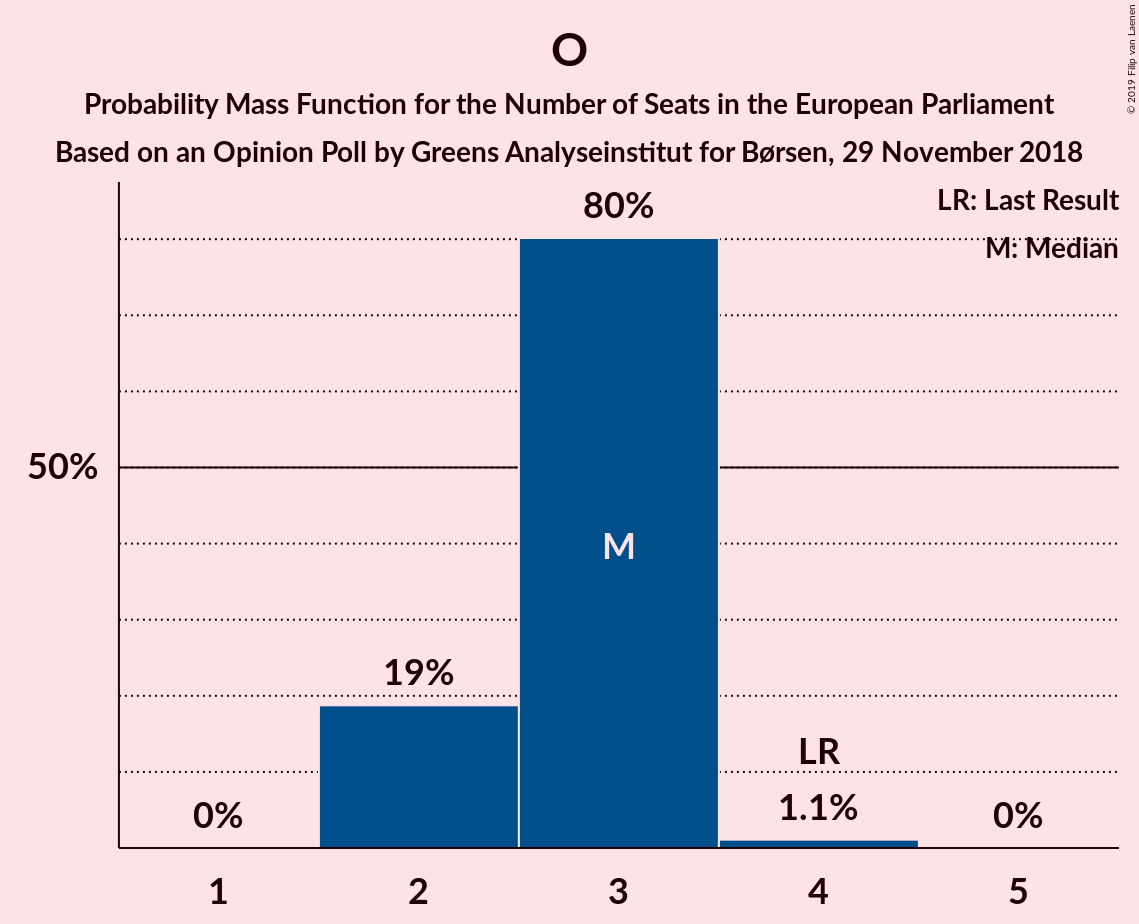 O
Probability Mass Function for the Number of Seats in the European Parliament
Based on an Opinion Poll by Greens Analyseinstitut for Børsen, 29 November 2018
© 2019 Filip van Laenen
LR: Last Result
M: Median
80%
50%
M
19%
LR
0%
1.1%
0%
1 2 3 4 5